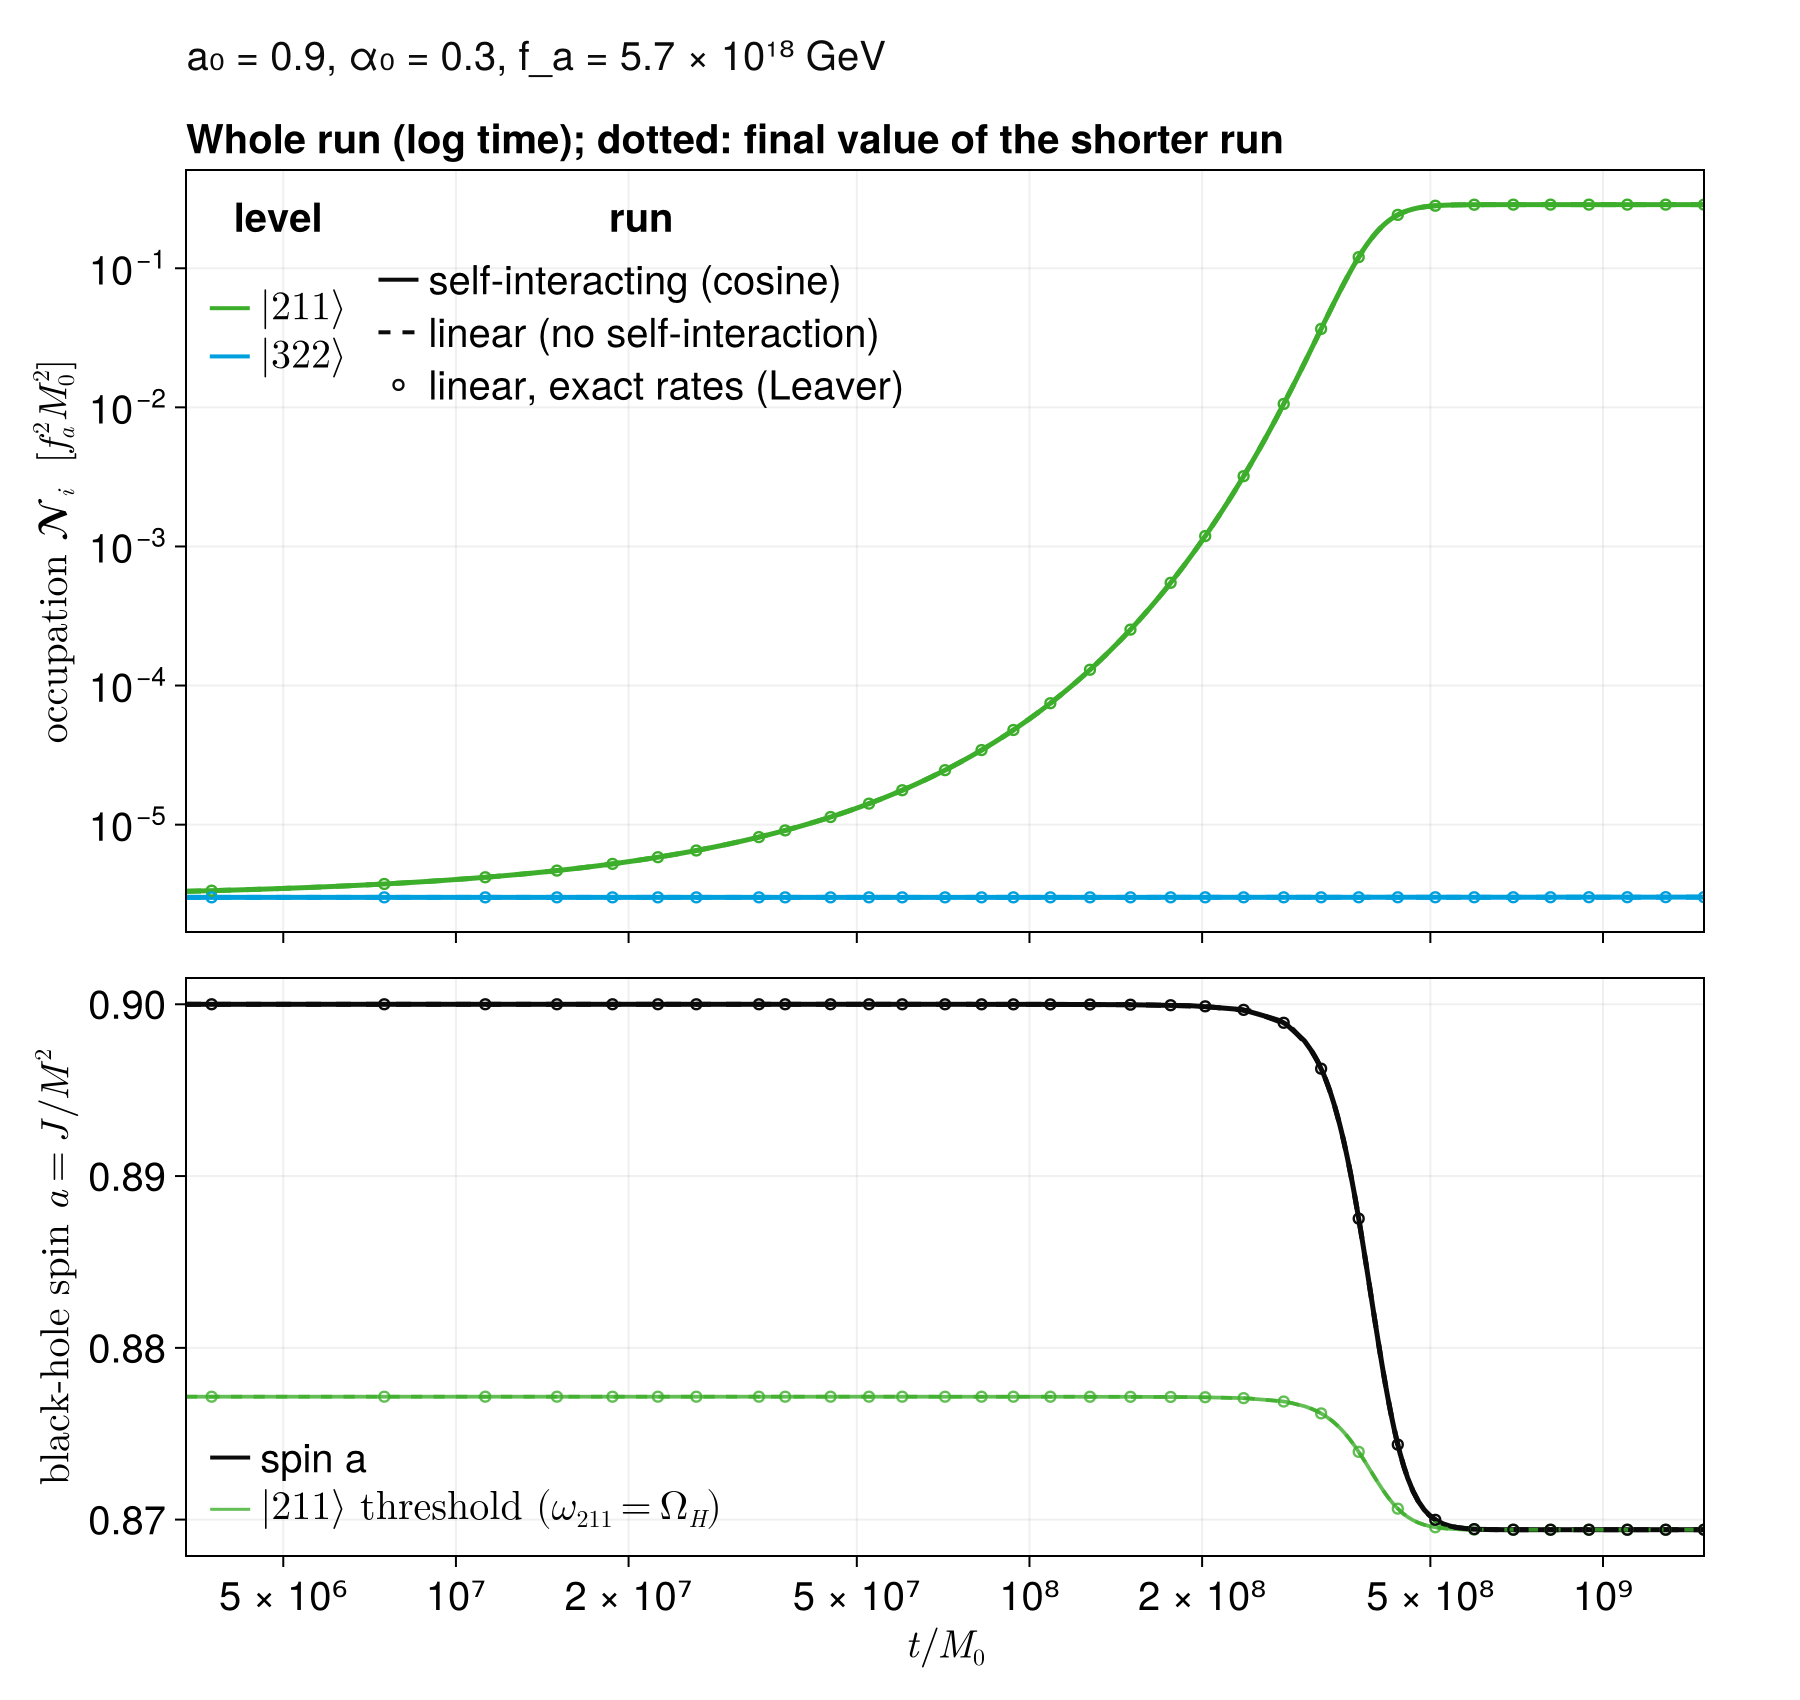 a₀ = 0.9, α₀ = 0.3, f_a = 5.7 × 10¹⁸ GeV
Whole run (log time); dotted: final value of the shorter run
level
run
|211⟩
|322⟩
self-interacting (cosine)
linear (no self-interaction)
linear, exact rates (Leaver)
occupation 𝒩ᵢ [f²ₐM²₀]
10⁻¹
10⁻²
10⁻³
10⁻⁴
10⁻⁵
black-hole spin a = J/M²
0.90
0.89
0.88
0.87
spin a
|211⟩ threshold (ω₂₁₁ = Ω_H)
5 × 10⁶
10⁷
2 × 10⁷
5 × 10⁷
10⁸
2 × 10⁸
5 × 10⁸
10⁹
t/M₀